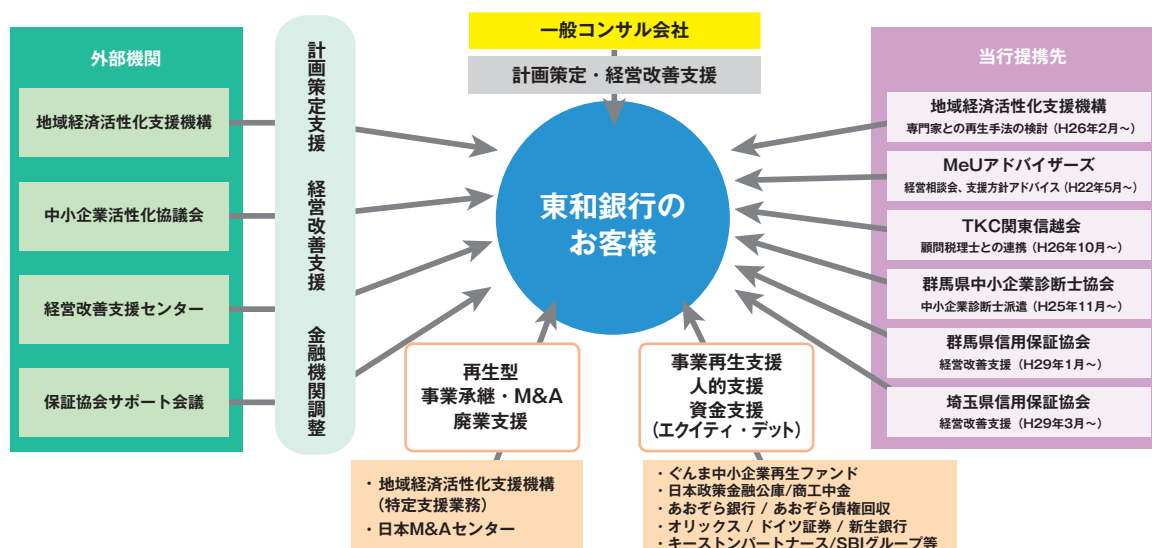 一般コンサル会社
計画策定・経営改善支援
外部機関
地域経済活性化支援機構
中小企業活性化協議会
経営改善支援センター
保証協会サポート会議
計画策定支援
経営改善支援
金融機関調整
東和銀行の
お客様
当行提携先
地域経済活性化支援機構
専門家との再生手法の検討（H26年2月～）
MeUアドバイザーズ
経営相談会、支援方針アドバイス（H22年5月～）
TKC関東信越会
顧問税理士との連携（H26年10月～）
群馬県中小企業診断士協会
中小企業診断士派遣（H25年11月～）
群馬県信用保証協会
経営改善支援（H29年1月～）
埼玉県信用保証協会
経営改善支援（H29年3月～）
再生型
事業承継・M&A
廃業支援
・地域経済活性化支援機構
（特定支援業務）
・日本M&Aセンター
事業再生支援
人的支援
資金支援
（エクイティ・デット）
・ぐんま中小企業再生ファンド
・日本政策金融公庫/商工中金
・あおぞら銀行 / あおぞら債権回収
・オリックス / ドイツ証券 / 新生銀行
・キーストンパートナース/SBIグループ等